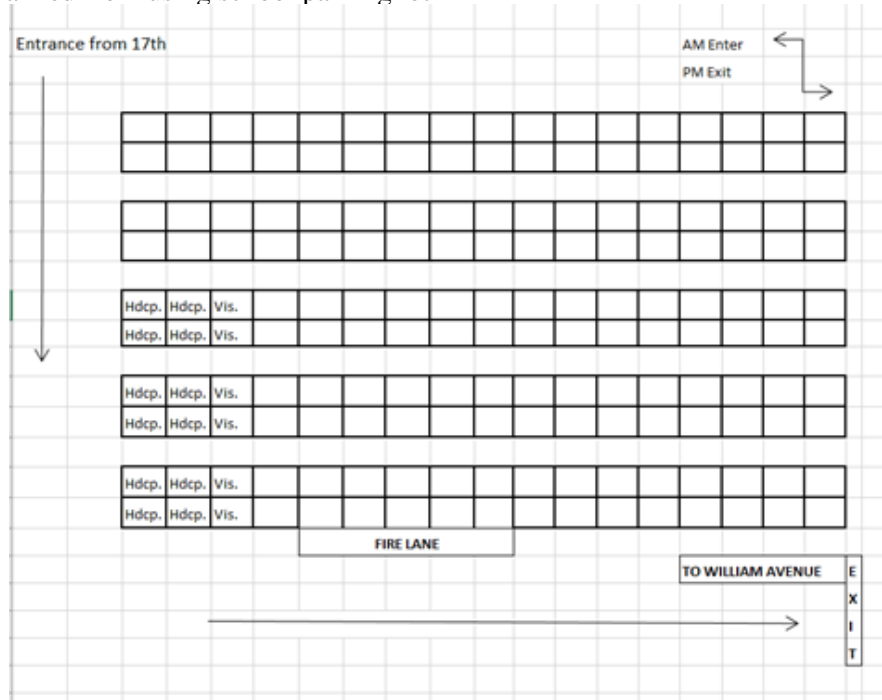 Entrance from 17th
AM Enter
PM Exit
Hdcp. Hdcp. Vis.
Hdcp. Hdcp. Vis.
Hdcp. Hdcp. Vis.
Hdcp. Hdcp. Vis.
Hdcp. Hdcp. Vis.
Hdcp. Hdcp. Vis.
FIRE LANE
TO WILLIAM AVENUE
EXIT